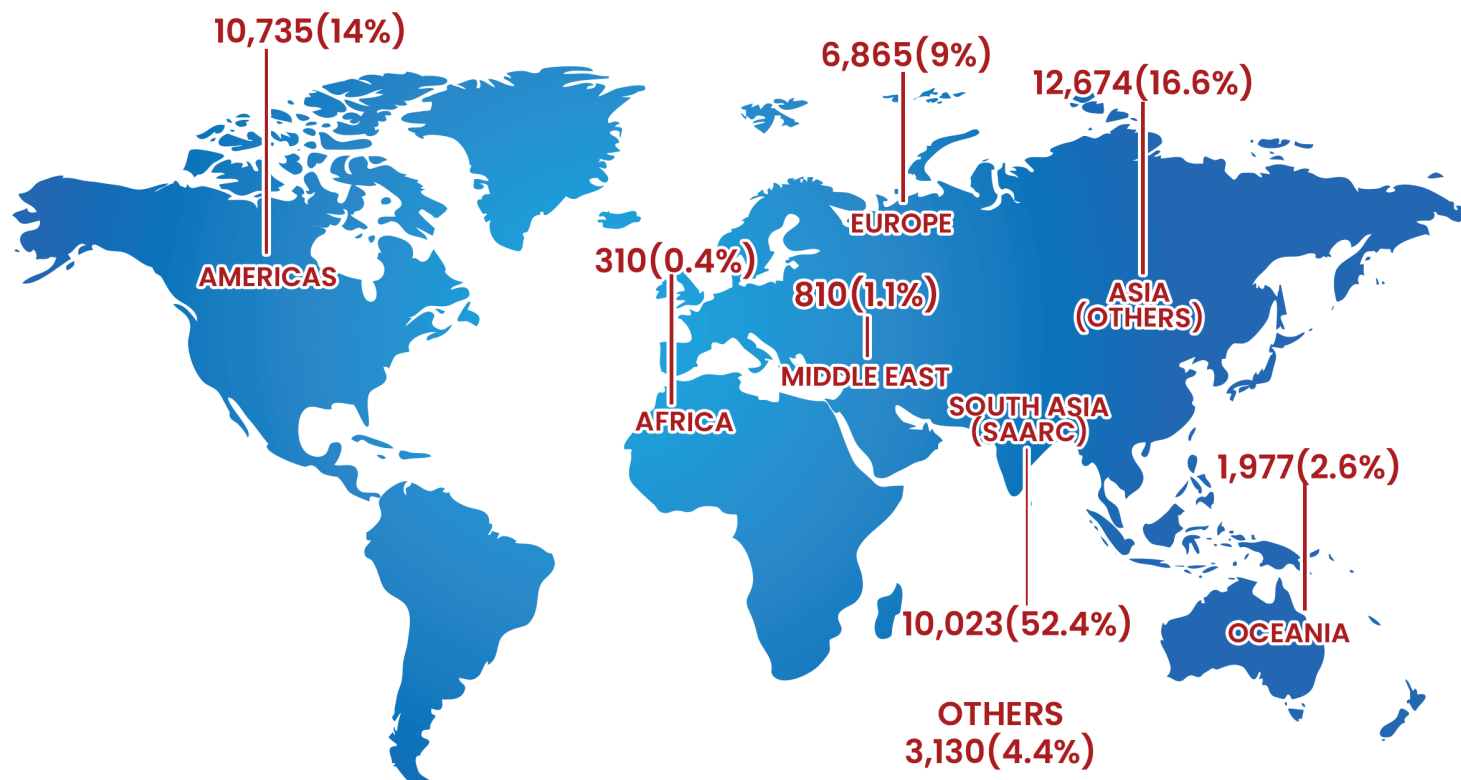 10,735(14%)
AMERICAS
6,865(9%)
EUROPE
12,674(16.6%)
ASIA
(OTHERS)
310(0.4%)
AFRICA
810(1.1%)
MIDDLE EAST
SOUTH ASIA
(SAARC)
10,023(52.4%)
1,977(2.6%)
OCEANIA
OTHERS
3,130(4.4%)